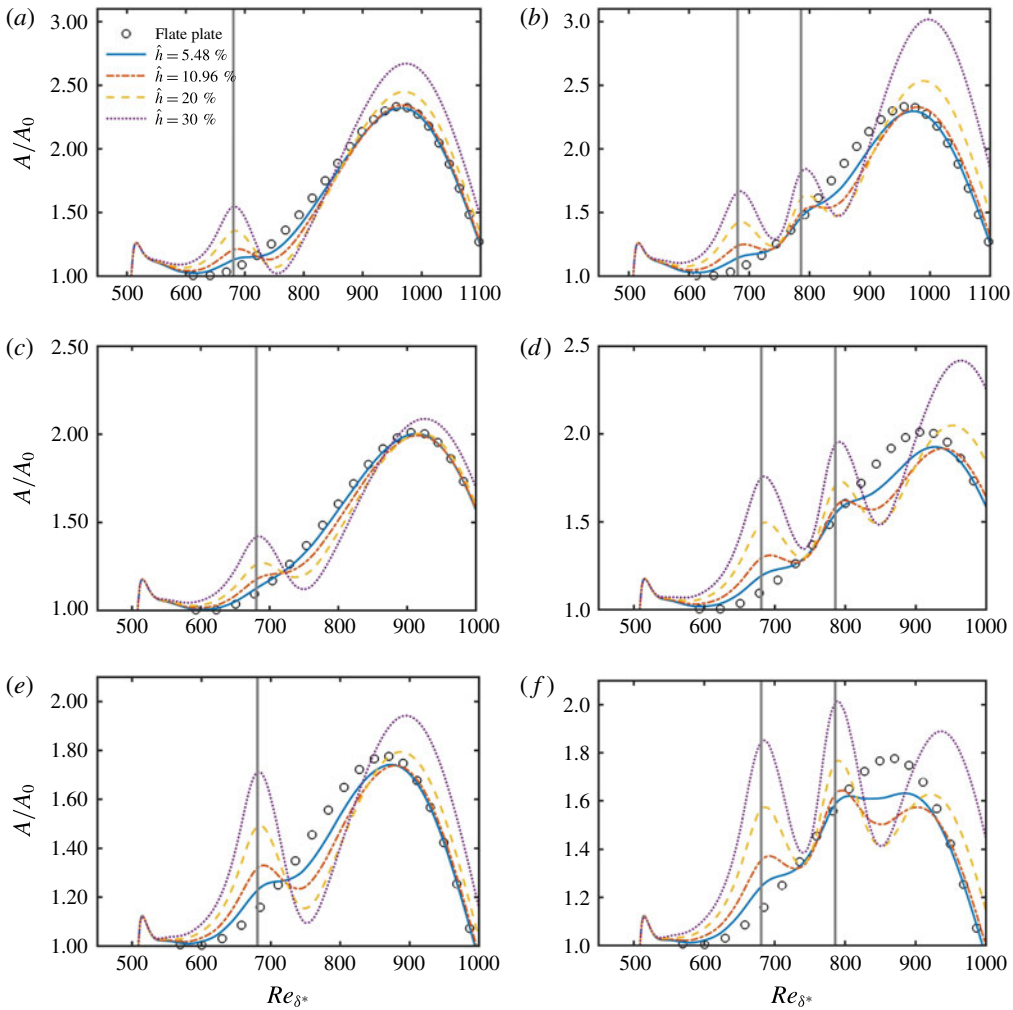 (a)
3.00
2.50
2.00
1.50
1.00
A/A₀
Flate plate
ĥ = 5.48 %
ĥ = 10.96 %
ĥ = 20 %
ĥ = 30 %
500 600 700 800 900 1000 1100
(b)
3.0
2.5
2.0
1.5
1.0
500 600 700 800 900 1000 1100
(c)
2.50
2.00
1.50
1.00
A/A₀
500 600 700 800 900 1000
(d)
2.5
2.0
1.5
1.0
500 600 700 800 900 1000
(e)
2.00
1.80
1.60
1.40
1.20
1.00
A/A₀
500 600 700 800 900 1000
Re_δ*
(f)
2.0
1.8
1.6
1.4
1.2
1.0
500 600 700 800 900 1000
Re_δ*